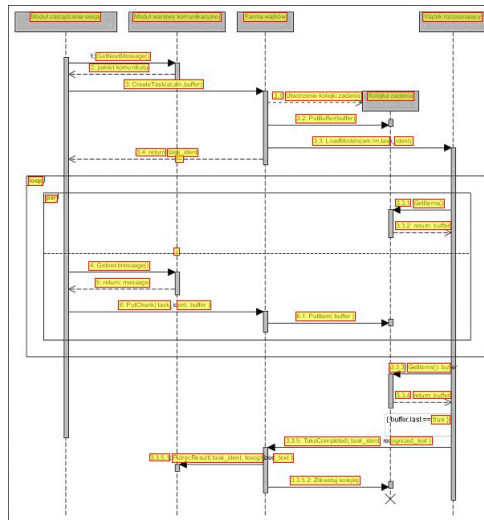 Moduł zarządzania sesją
Moduł warstwy komunikacyjnej
Farma wątków
Wątek rozpoznający
1: GetNextMessage()
2: pakiet komunikatu
3: CreateTask(am,lm,buffer)
3.1: Utworzenie kolejki zadania
Kolejka zadania
3.2: PutBuffer(buffer)
3.3: LoadModels(am,lm,task_ident)
3.4: return task_ident
loop
par
3.3.1: GetItems()
3.3.2: return: buffer
4: Getnextmessage()
5: return: message
6: PutChunk( task_ident, buffer )
6.1: PutItem( buffer )
3.3.3: GetItems(): buffer
3.3.4: return: buffer
{ buffer.last == True }
3.3.5: TaksCompleted( task_ident, recognized_text )
3.3.5.1: PutrecResult( task_ident, texognized_text )
3.3.5.2: Zlikwiduj kolejkę